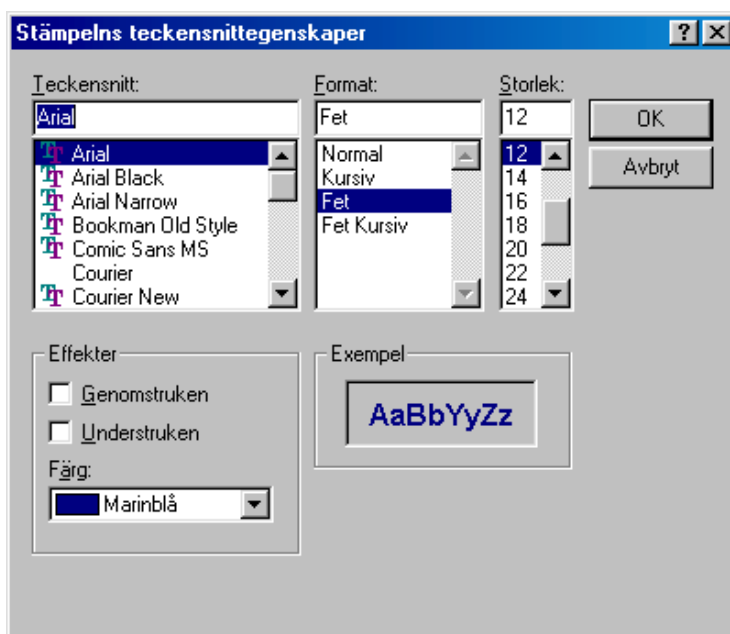 Stämpelns teckensnittegenskaper
Teckensnitt:
Arial
Arial
Arial Black
Arial Narrow
Bookman Old Style
Comic Sans MS
Courier
Courier New
Format:
Fet
Normal
Kursiv
Fet
Fet Kursiv
Storlek:
12
12
14
16
18
20
22
24
OK
Avbryt
Effekter
Genomstruken
Understruken
Färg:
Marinblå
Exempel
AaBbYyZz